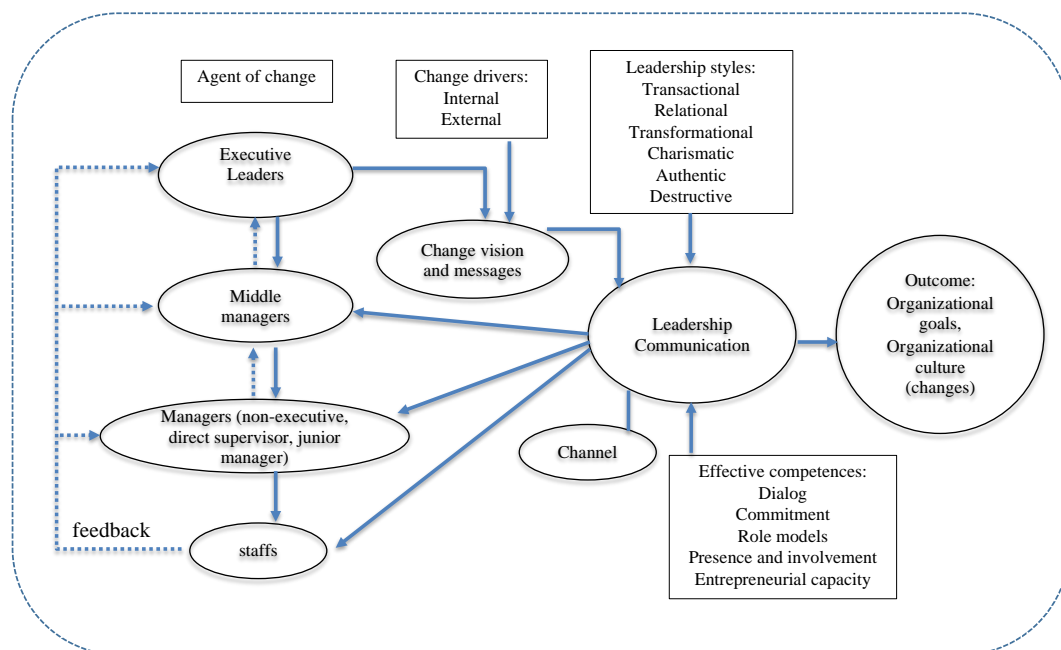 Agent of change
Change drivers:
Internal
External
Leadership styles:
Transactional
Relational
Transformational
Charismatic
Authentic
Destructive
Executive
Leaders
Change vision
and messages
Middle
managers
Leadership
Communication
Outcome:
Organizational
goals,
Organizational
culture
(changes)
Managers (non-executive,
direct supervisor, junior
manager)
Channel
Effective competences:
Dialog
Commitment
Role models
Presence and involvement
Entrepreneurial capacity
feedback
staffs